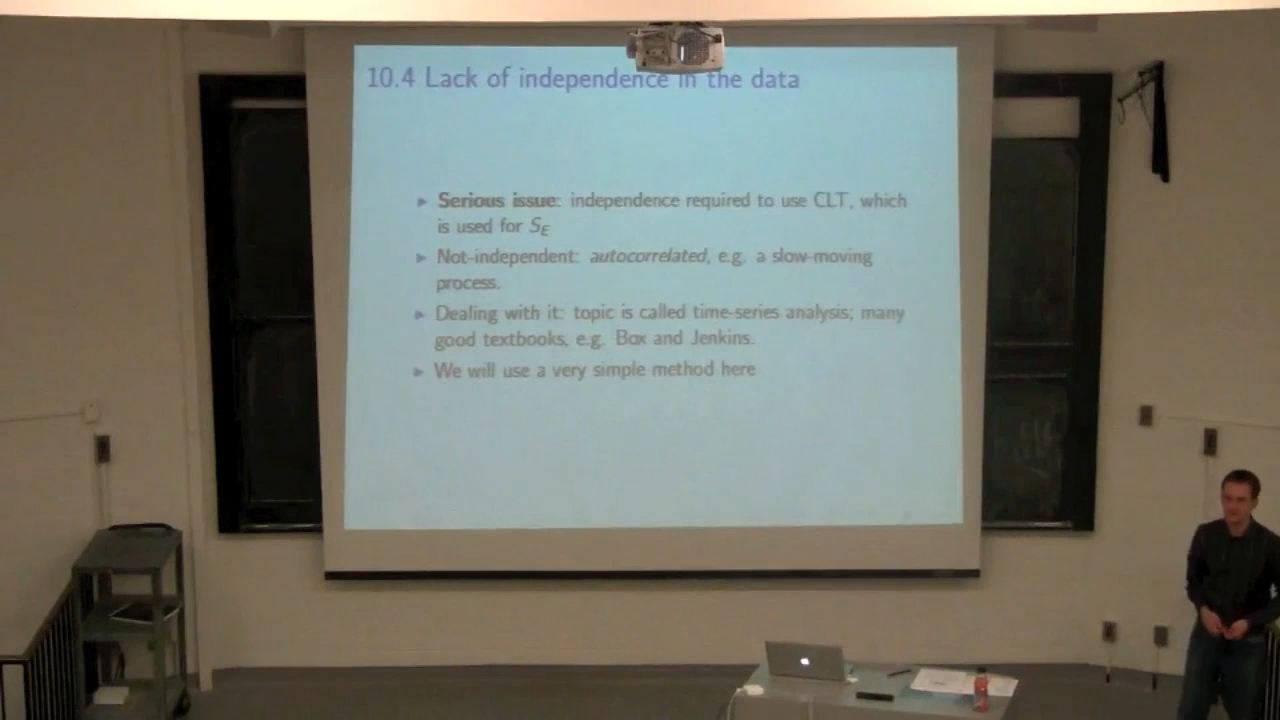 10.4 Lack of independence in the data
▸ Serious issue: independence required to use CLT, which
is used for S_E
▸ Not-independent: autocorrelated, e.g. a slow-moving
process.
▸ Dealing with it: topic is called time-series analysis; many
good textbooks, e.g. Box and Jenkins.
▸ We will use a very simple method here